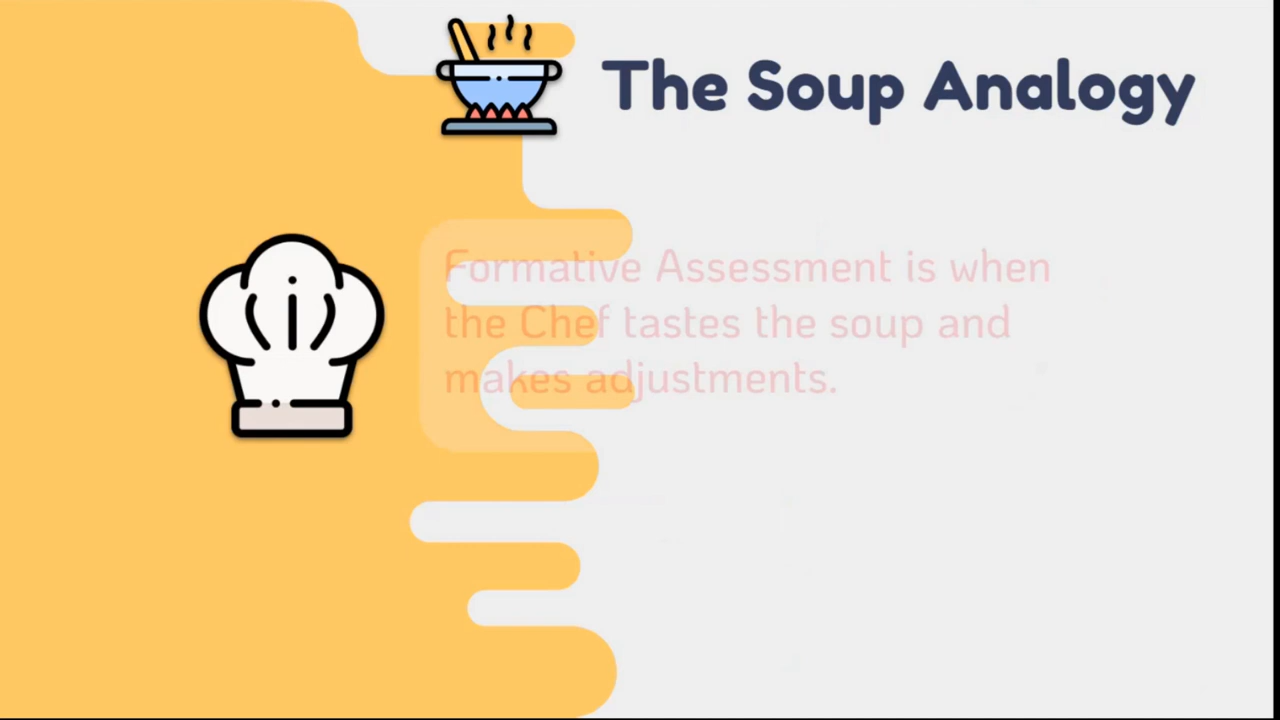 The Soup Analogy
Formative Assessment is when
the Chef tastes the soup and
makes adjustments.